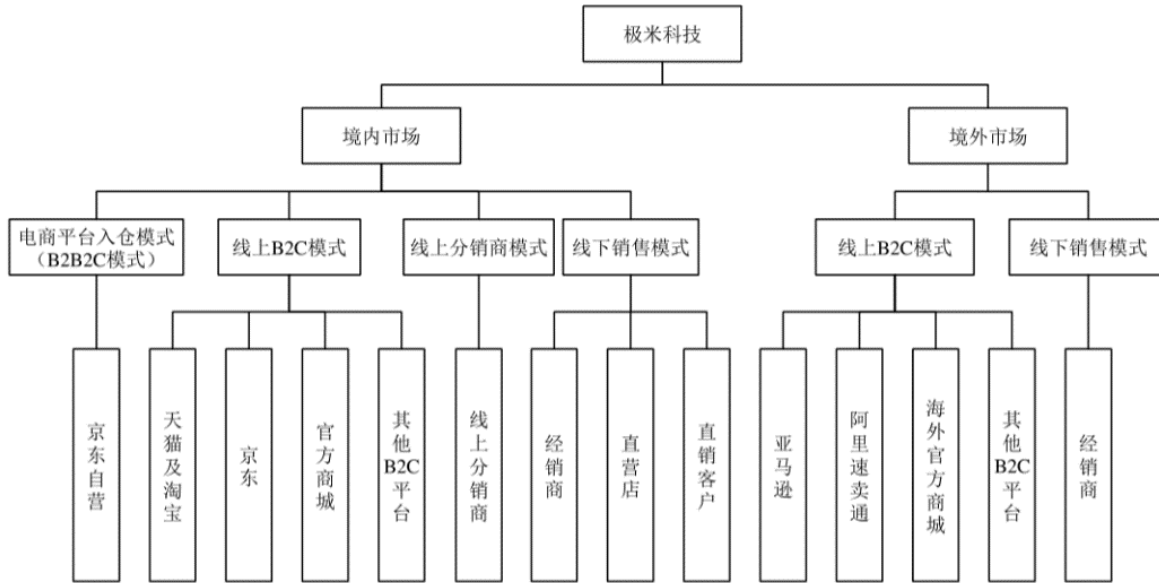 极米科技
境内市场
境外市场
电商平台入仓模式
（B2B2C模式）
线上B2C模式
线上分销商模式
线下销售模式
线上B2C模式
线下销售模式
京东自营
天猫及淘宝
京东
官方商城
其他B2C平台
线上分销商
经销商
直营店
直销客户
亚马逊
阿里速卖通
海外官方商城
其他B2C平台
经销商